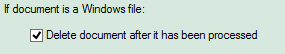 If document is a Windows file:
Delete document after it has been processed